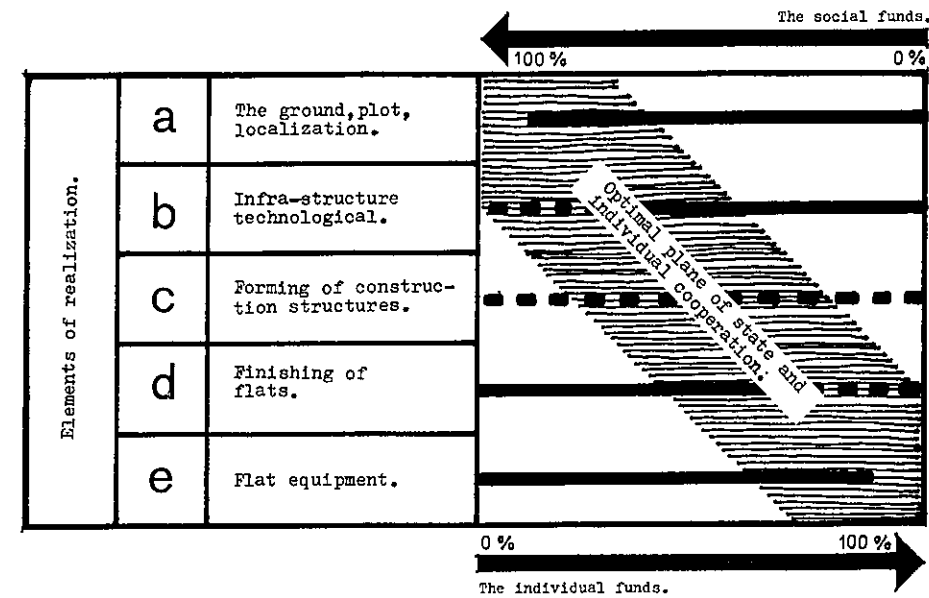 The social funds.
100 %
0 %
Elements of realization.
a
The ground, plot,
localization.
b
Infra-structure
technological.
c
Forming of construc-
tion structures.
d
Finishing of
flats.
e
Flat equipment.
Optimal plane of state and
individual cooperation.
0 %
100 %
The individual funds.